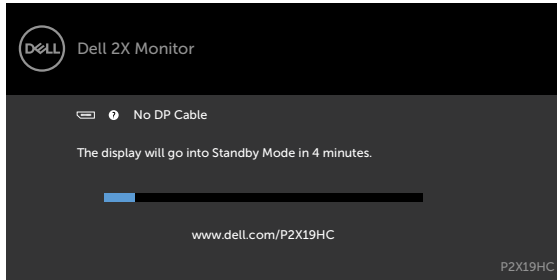 DELL
Dell 2X Monitor
? No DP Cable
The display will go into Standby Mode in 4 minutes.
www.dell.com/P2X19HC
P2X19HC